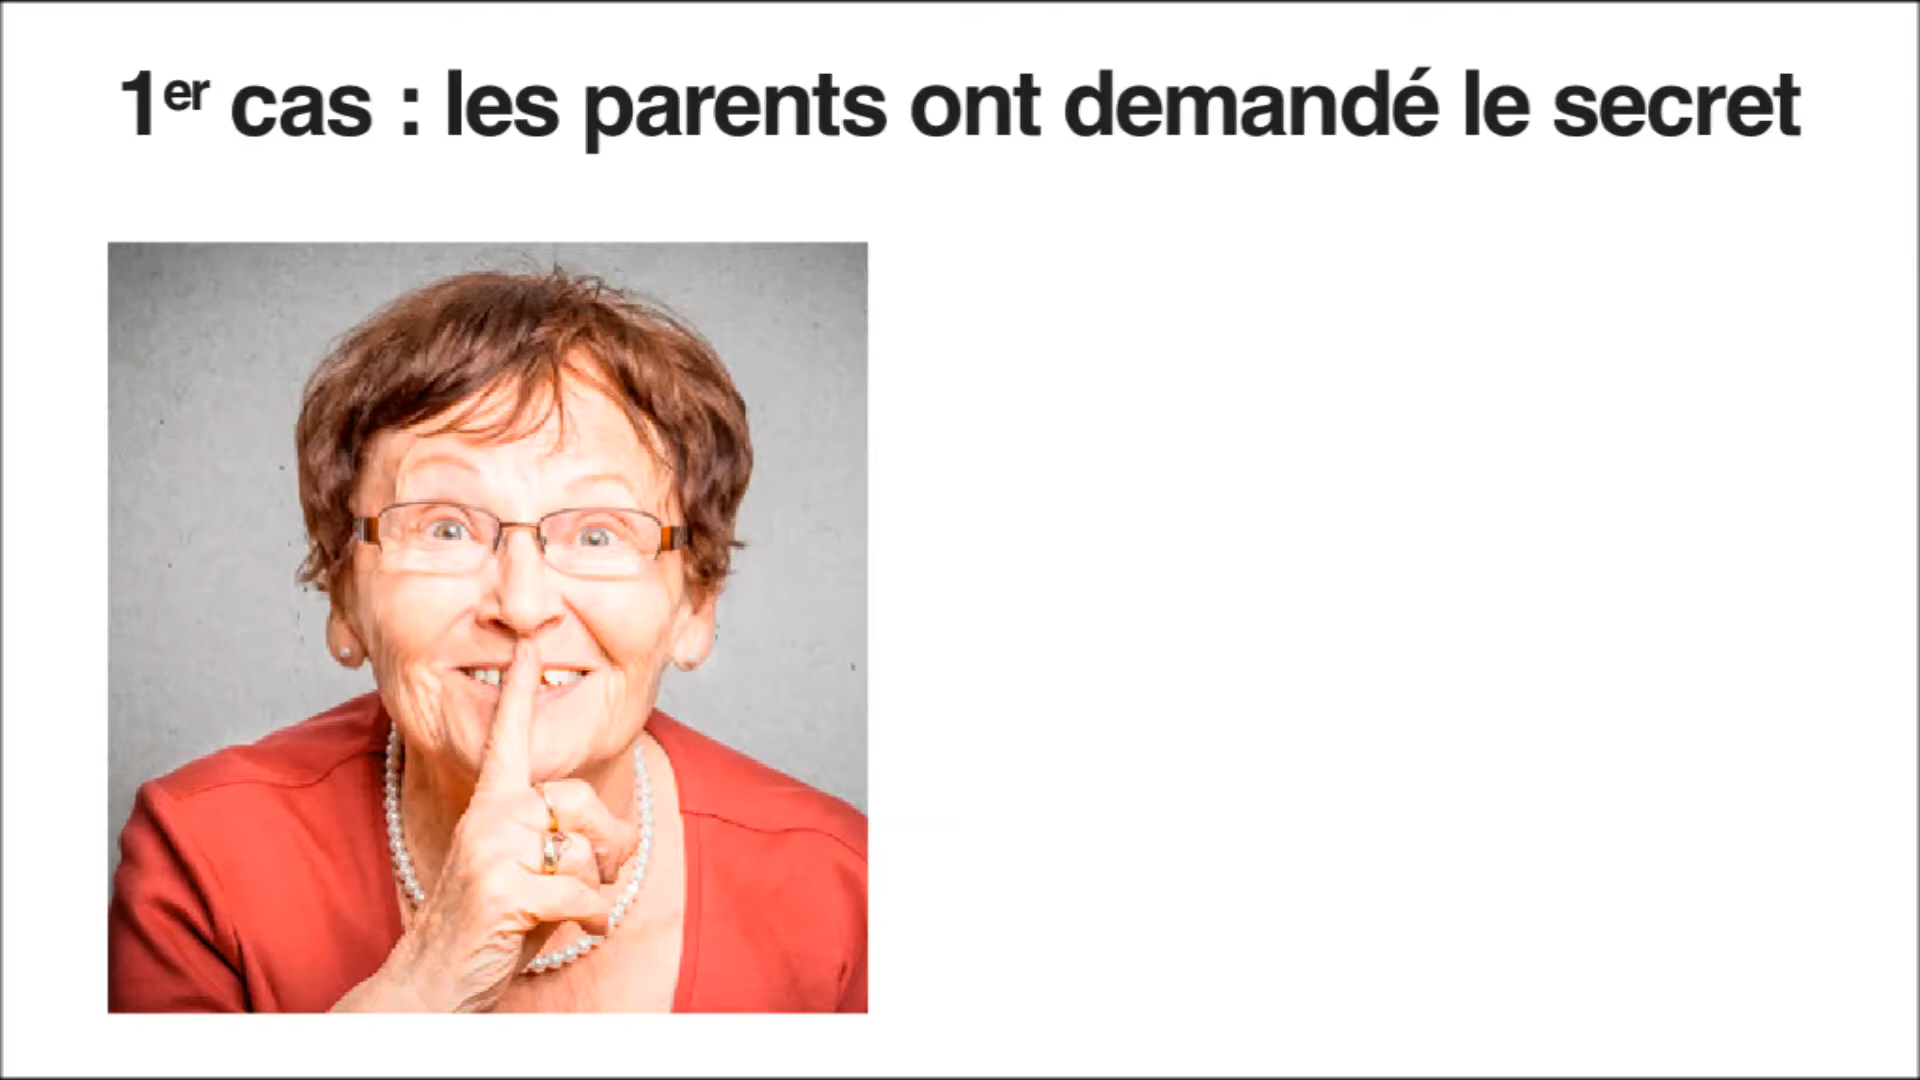 1er cas : les parents ont demandé le secret